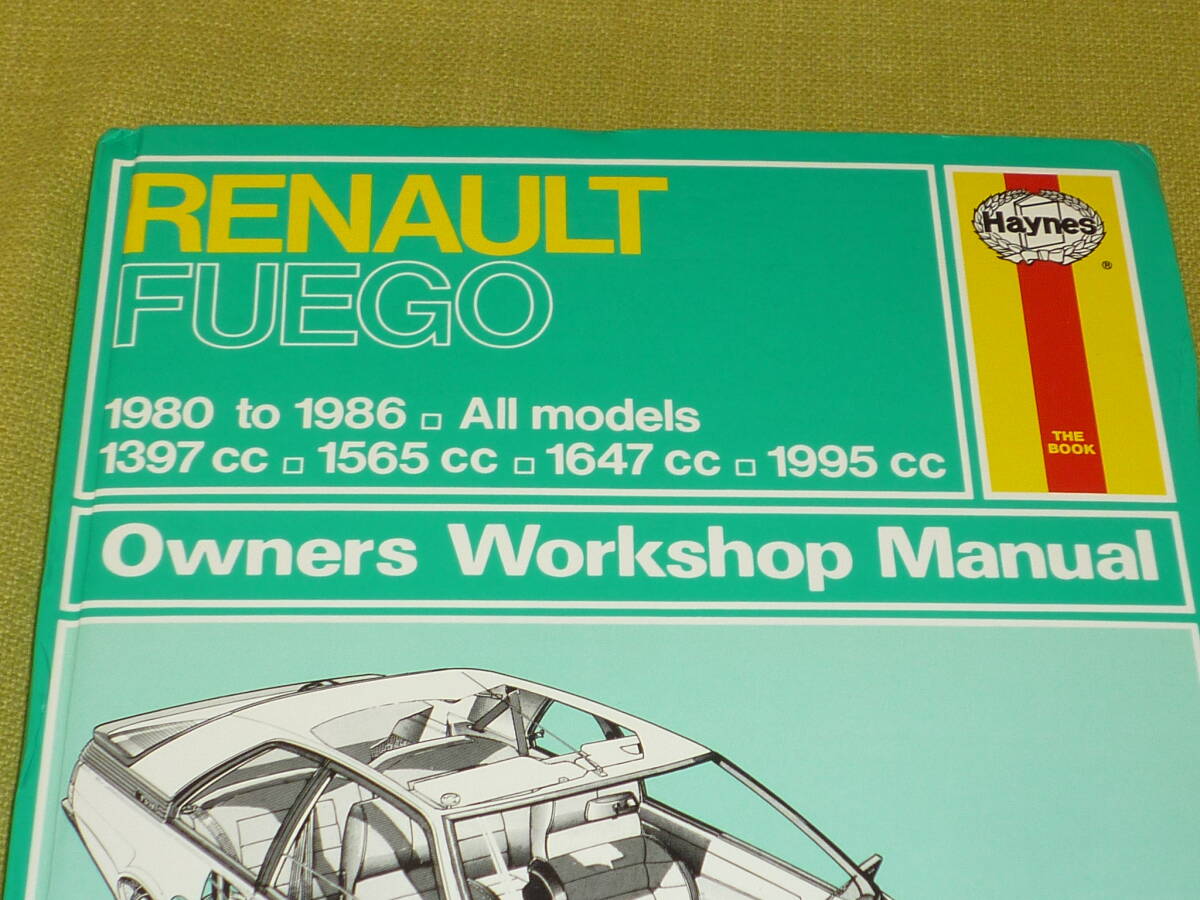 RENAULT
FUEGO
1980 to 1986 □ All models
1397 cc □ 1565 cc □ 1647 cc □ 1995 cc
Haynes
®
THE
BOOK
Owners Workshop Manual